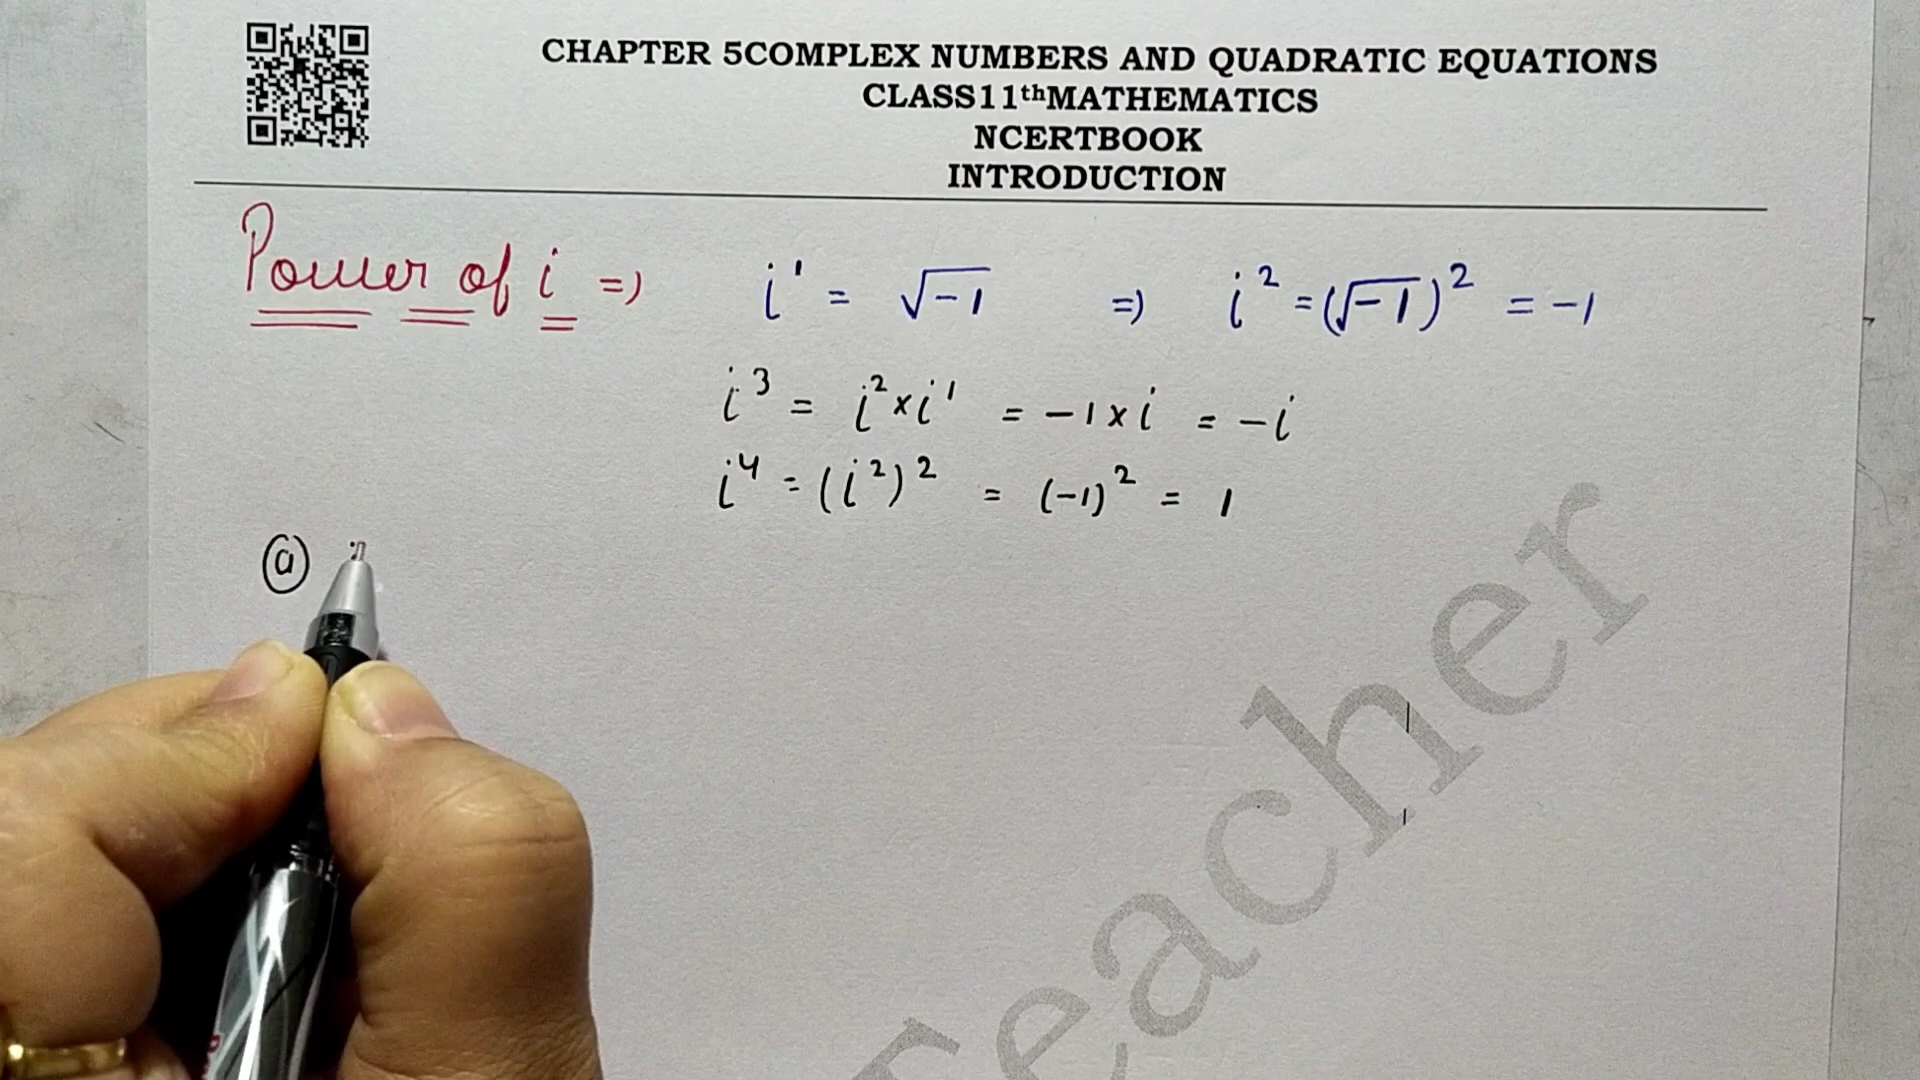 CHAPTER 5COMPLEX NUMBERS AND QUADRATIC EQUATIONS
CLASS11thMATHEMATICS
NCERTBOOK
INTRODUCTION
Power of i ⇒ i¹ = √-1 ⇒ i² = (√-1)² = -1
i³ = i² × i¹ = -1 × i = -i
i⁴ = (i²)² = (-1)² = 1
ⓐ
eacher